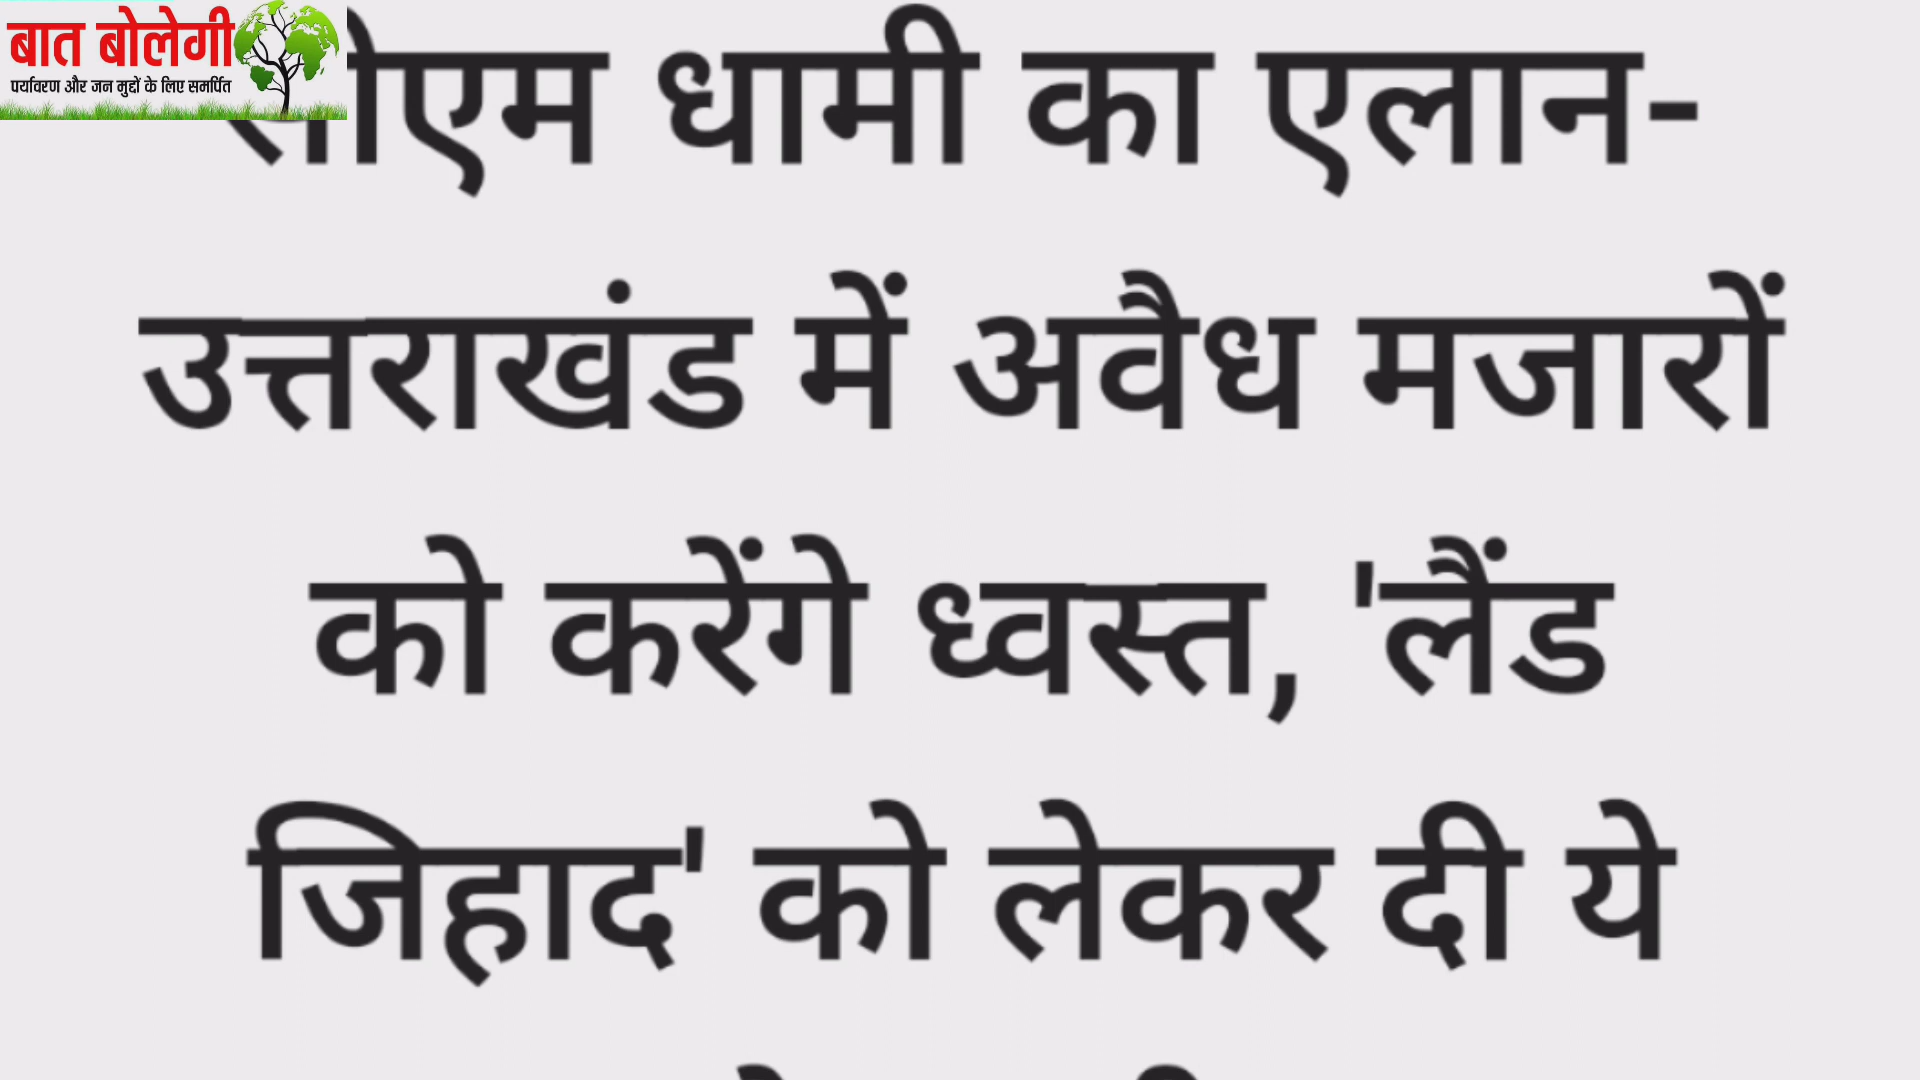 बात बोलेगी
पर्यावरण और जन मुद्दों के लिए समर्पित
सीएम धामी का एलान-
उत्तराखंड में अवैध मजारों
को करेंगे ध्वस्त, 'लैंड
जिहाद' को लेकर दी ये